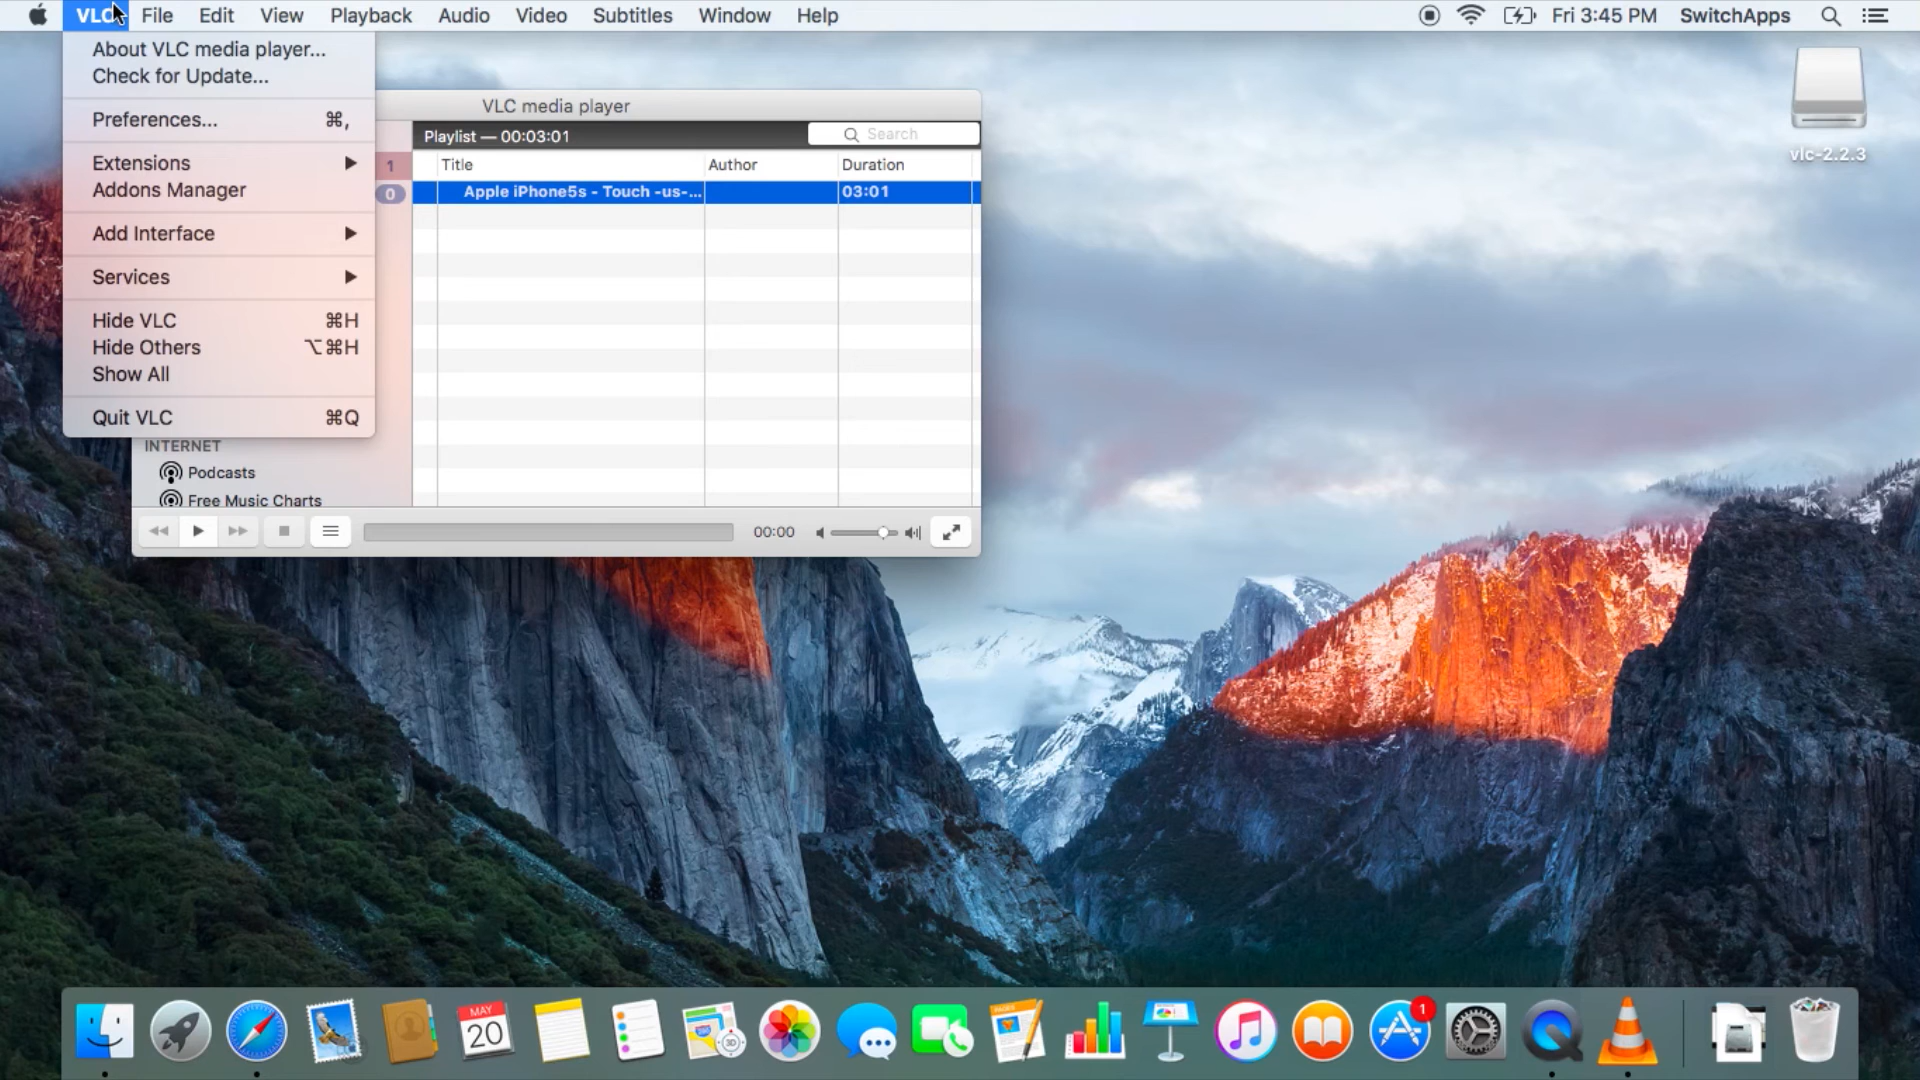 VLC File Edit View Playback Audio Video Subtitles Window Help Fri 3:45 PM SwitchApps
About VLC media player...
Check for Update...
Preferences... ⌘,
Extensions
Addons Manager
Add Interface
Services
Hide VLC ⌘H
Hide Others ⌥⌘H
Show All
Quit VLC ⌘Q
VLC media player
Playlist — 00:03:01 Search
1 Title Author Duration
0 Apple iPhone5s - Touch -us-... 03:01
INTERNET
Podcasts
Free Music Charts
00:00
vlc-2.2.3
MAY
20
3D
PAGES
1